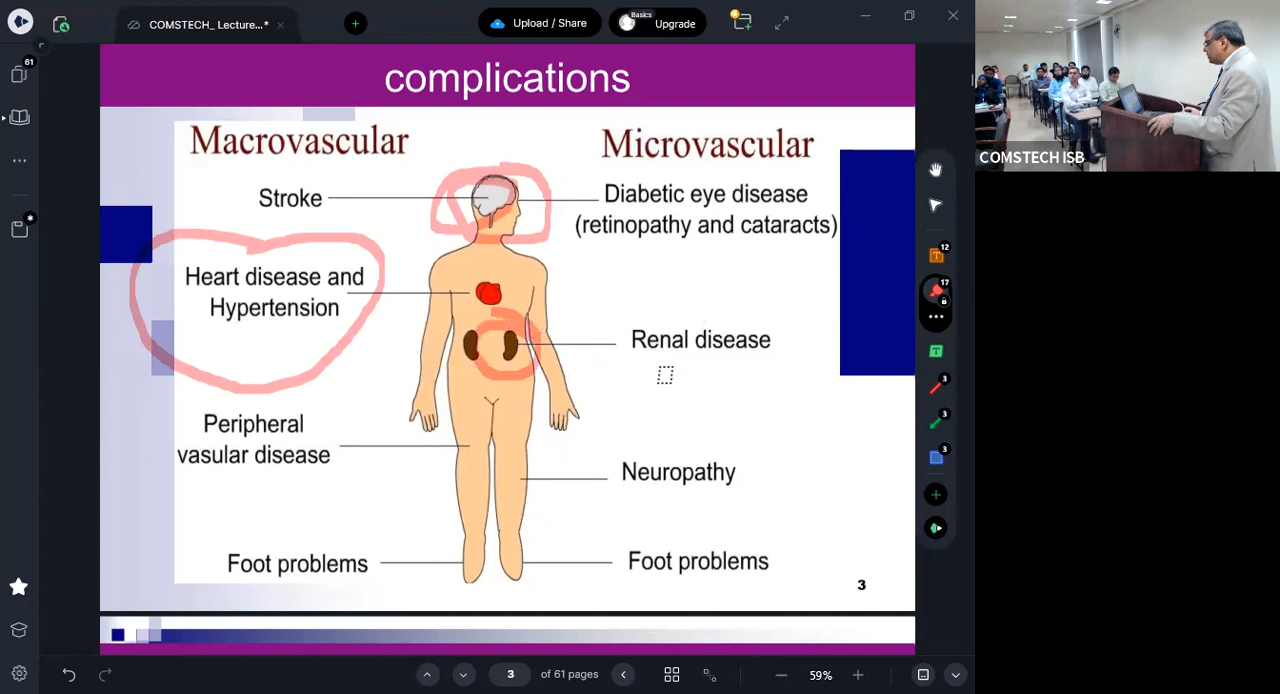 COMSTECH_ Lecture...*
Upload / Share
Basics
Upgrade
61
complications
Macrovascular
Microvascular
Stroke
Diabetic eye disease
(retinopathy and cataracts)
Heart disease and
Hypertension
Renal disease
Peripheral
vasular disease
Neuropathy
Foot problems
Foot problems
3
COMSTECH ISB
T
12
17
T
3
3
3
3
of 61 pages
59%